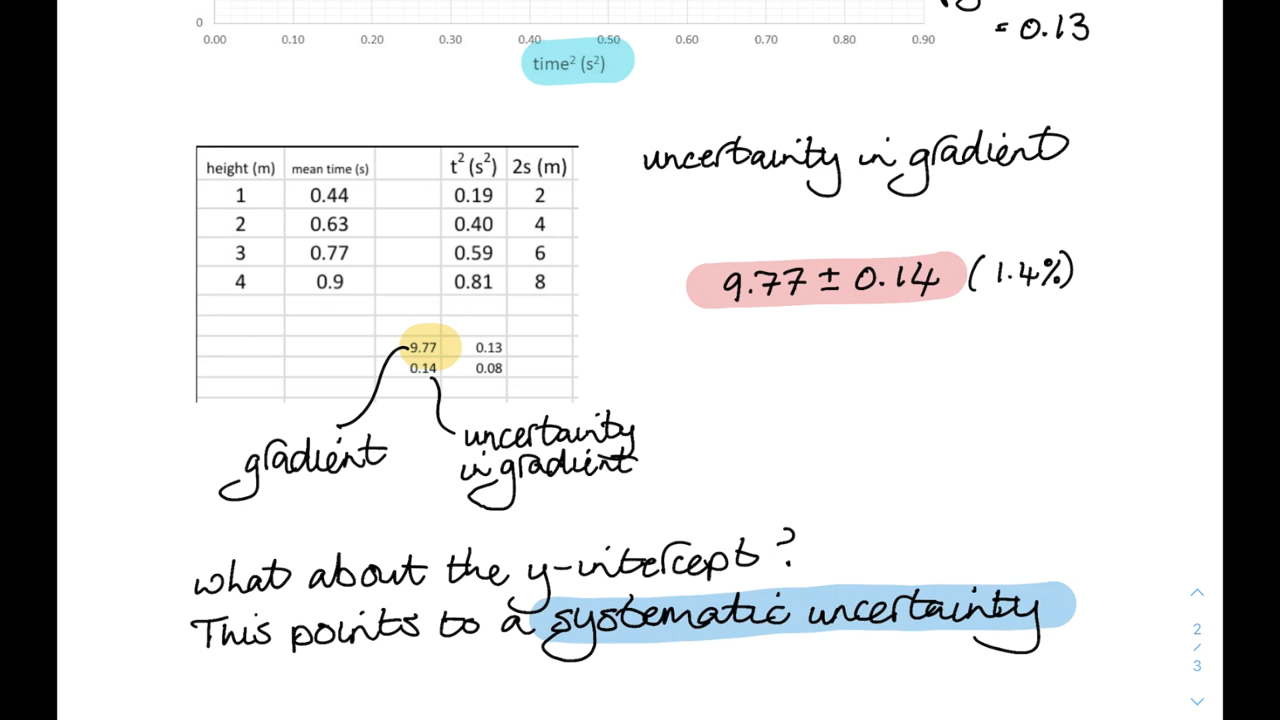 = 0.13
0
0.00 0.10 0.20 0.30 0.40 0.50 0.60 0.70 0.80 0.90
time² (s²)
uncertainty in gradient
height (m) mean time (s) t² (s²) 2s (m)
1 0.44 0.19 2
2 0.63 0.40 4
3 0.77 0.59 6
4 0.9 0.81 8
9.77 ± 0.14 (1.4%)
9.77 0.13
0.14 0.08
gradient
uncertainty
in gradient
what about the y-intercept?
This points to a systematic uncertainty
2
/
3